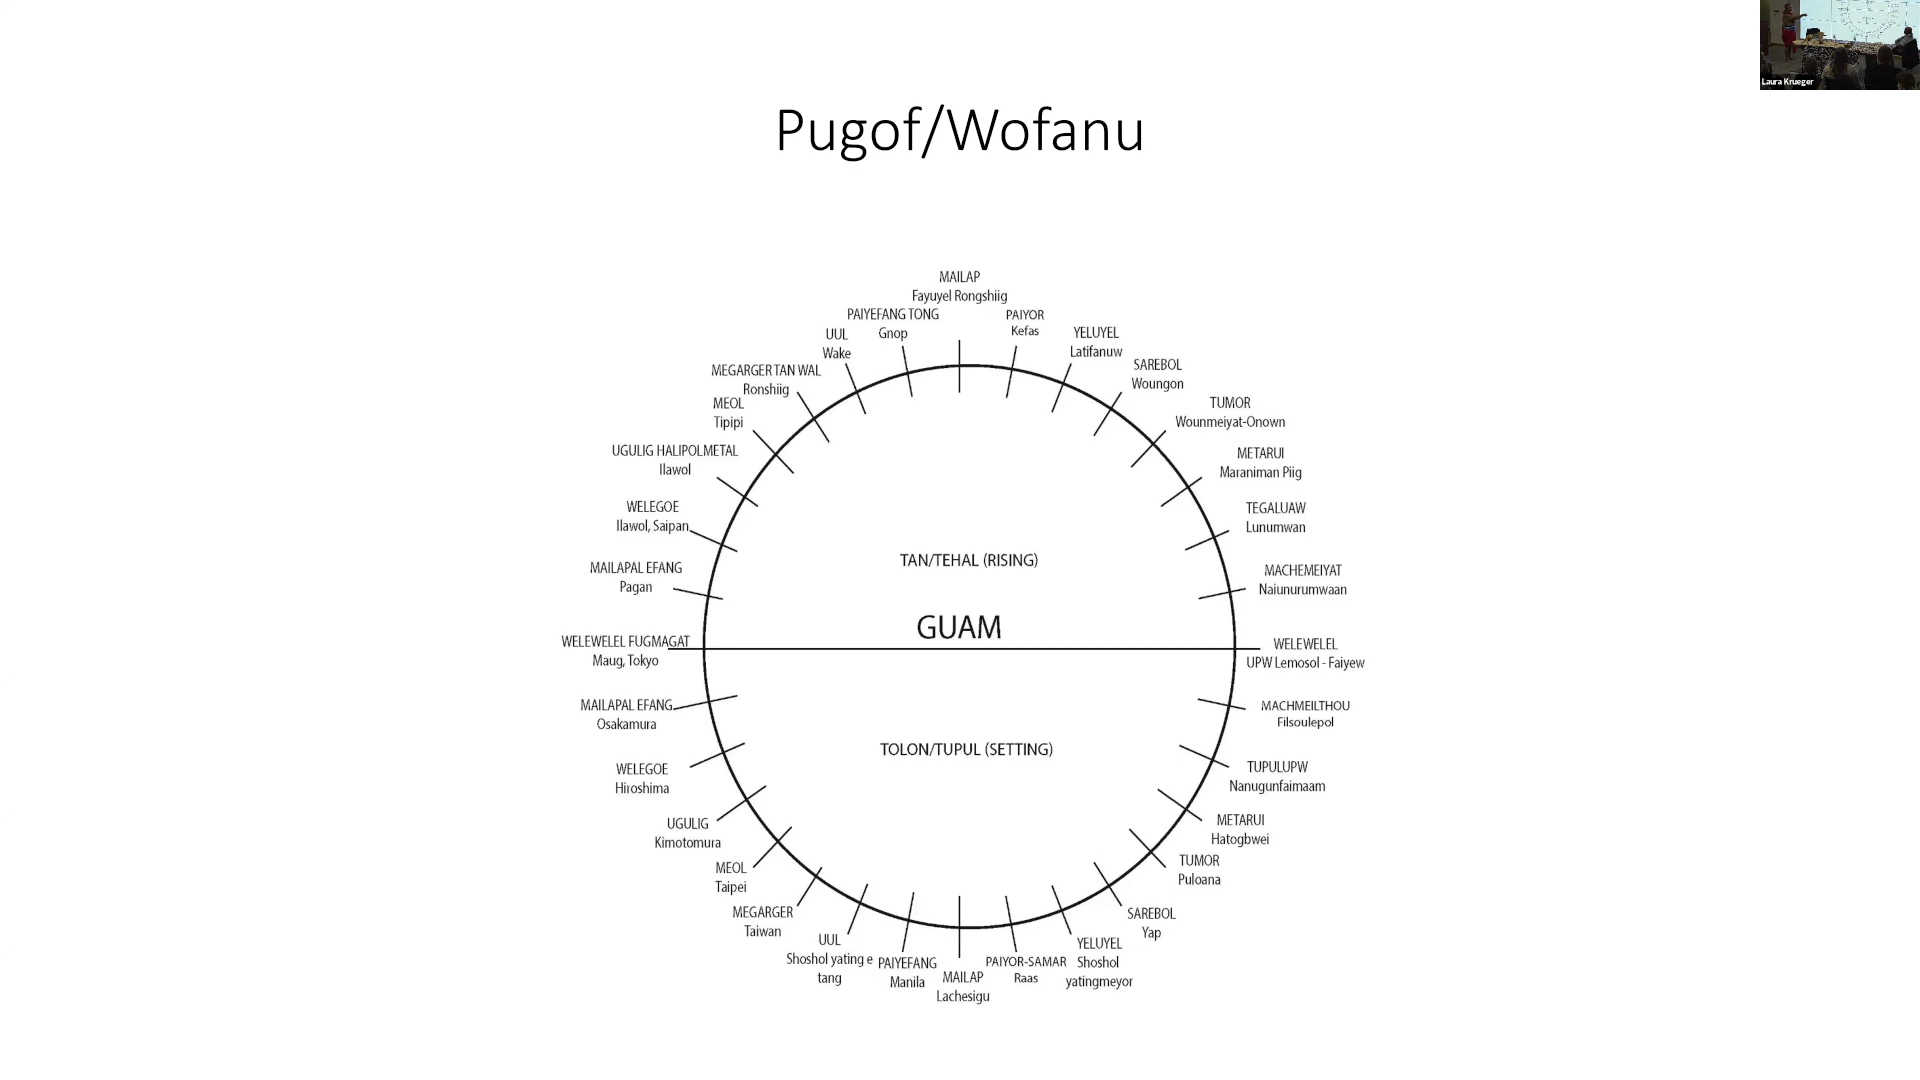 Laura Krueger
Pugof/Wofanu
MAILAP
Fayuyel Rongshiig
PAIYOR
Kefas
YELUYEL
Latifanuw
SAREBOL
Woungon
TUMOR
Wounmeiyat-Onown
METARUI
Maraniman Piig
TEGALUAW
Lunumwan
MACHEMEIYAT
Naiunurumwaan
WELEWELEL
UPW Lemosol - Faiyew
MACHMEILTHOU
Filsoulepol
TUPULUPW
Nanugunfaimaam
METARUI
Hatogbwei
TUMOR
Puloana
SAREBOL
Yap
YELUYEL
Shoshol
yatingmeyor
PAIYOR-SAMAR
Raas
MAILAP
Lachesigu
PAIYEFANG
Manila
UUL
Shoshol yating e
tang
MEGARGER
Taiwan
MEOL
Taipei
UGULIG
Kimotomura
WELEGOE
Hiroshima
MAILAPAL EFANG
Osakamura
WELEWELEL FUGMAGAT
Maug, Tokyo
MAILAPAL EFANG
Pagan
WELEGOE
Ilawol, Saipan
UGULIG HALIPOLMETAL
Ilawol
MEOL
Tipipi
MEGARGER TAN WAL
Ronshiig
UUL
Wake
PAIYEFANG TONG
Gnop
TAN/TEHAL (RISING)
GUAM
TOLON/TUPUL (SETTING)